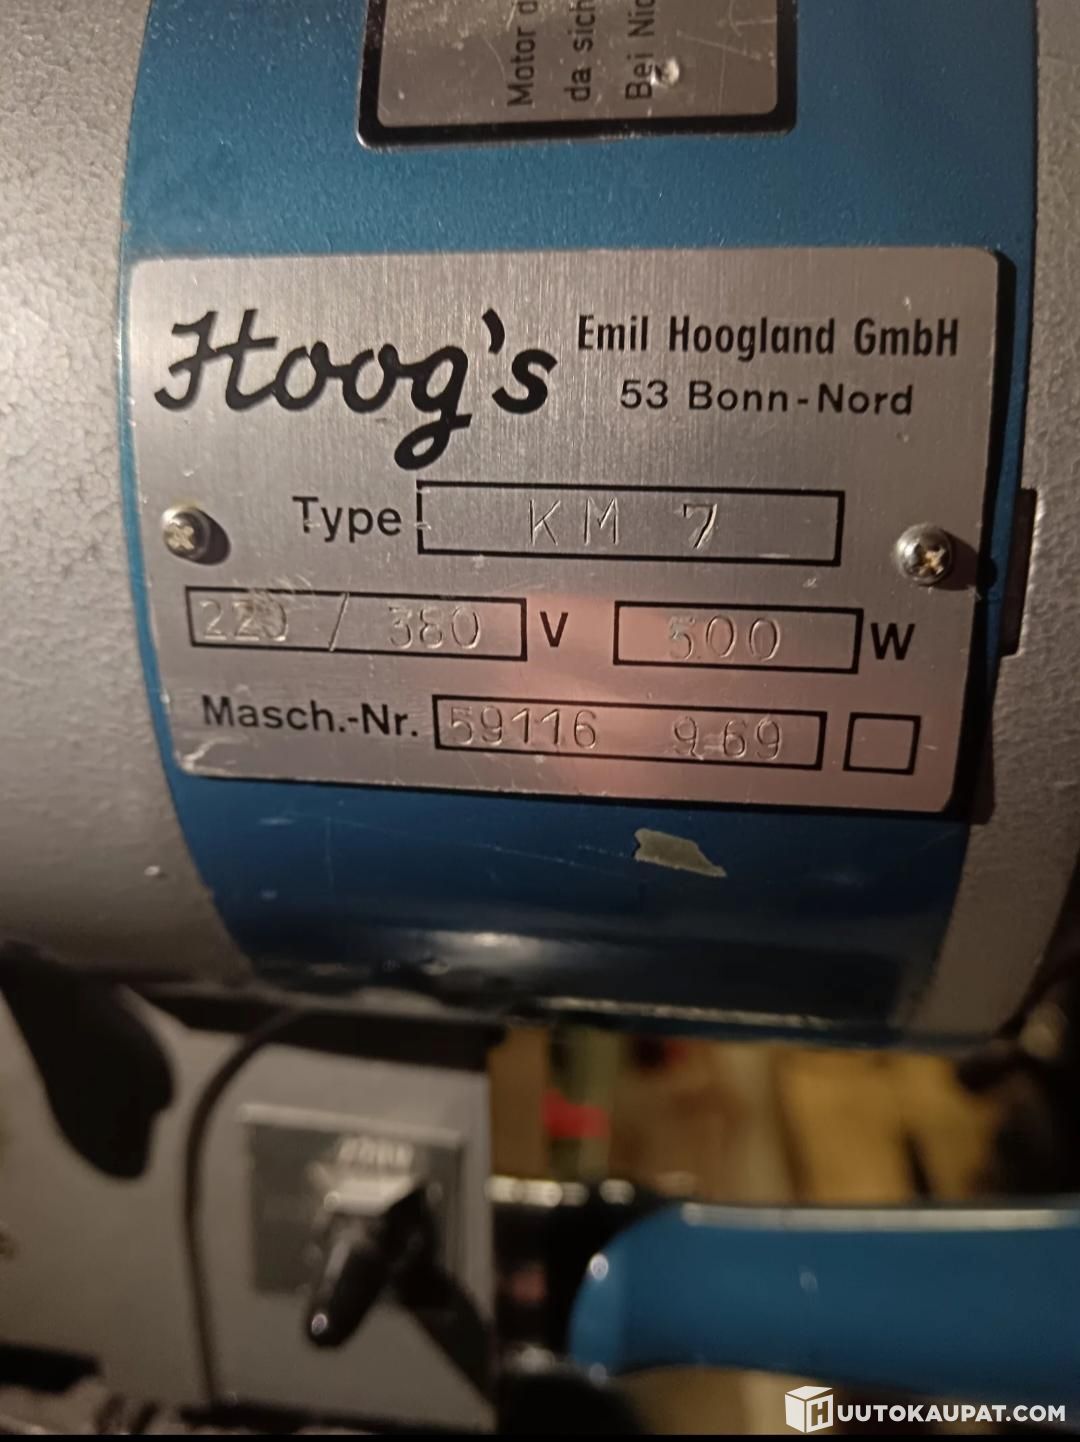 Motor d
da sich
Bei Nic
Hoog's
Emil Hoogland GmbH
53 Bonn-Nord
Type KM 7
220 / 380 V 500 W
Masch.-Nr. 59116 9 69
HUUTOKAUPAT.COM